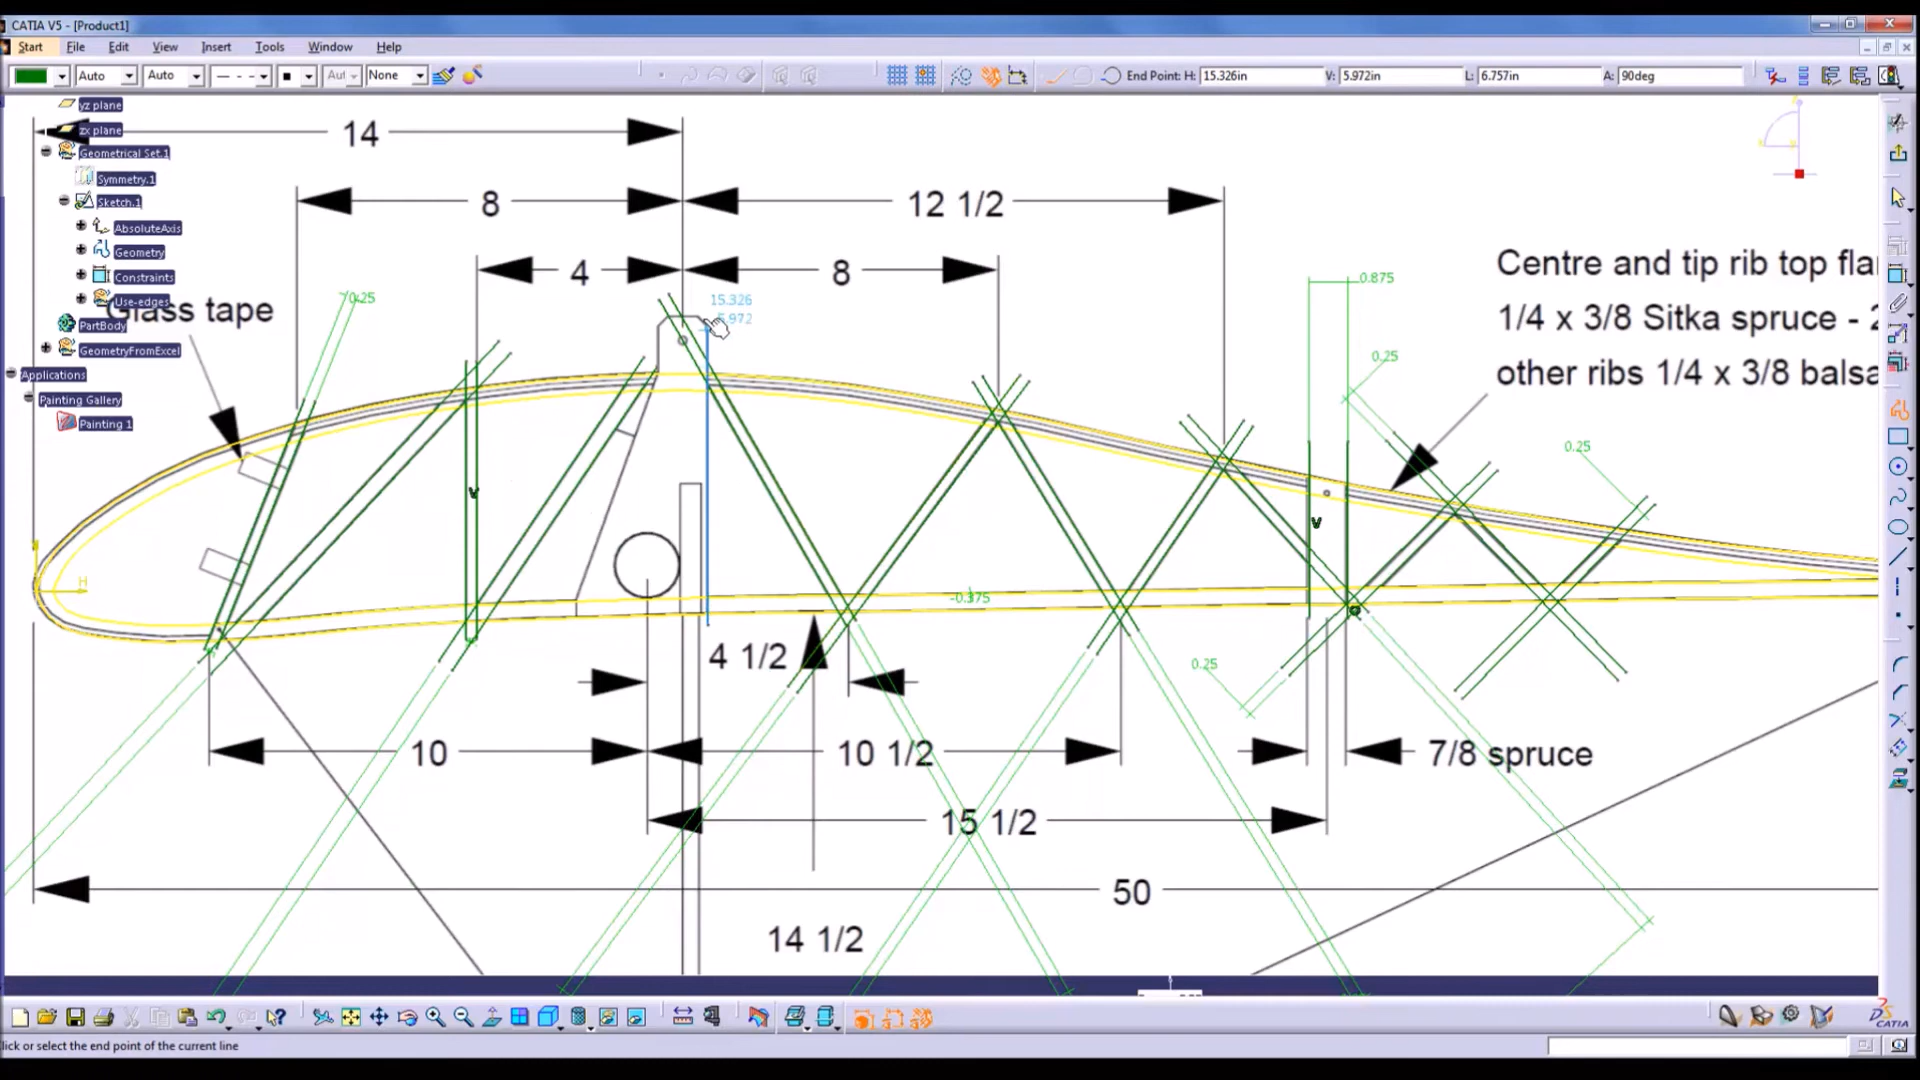 CATIA V5 - [Product1]
Start File Edit View Insert Tools Window Help
Auto Auto Aut None End Point: H: 15.326in V: 5.972in L: 6.757in A: 90deg
yz plane
zx plane
Geometrical Set.1
Symmetry.1
Sketch.1
AbsoluteAxis
Geometry
Constraints
Use-edges
PartBody
GeometryFromExcel
Applications
Painting Gallery
Painting 1
14
8
12 1/2
4
8
Glass tape
0.25
15.326
5.972
0.875
0.25
0.25
Centre and tip rib top fla
1/4 x 3/8 Sitka spruce - 2
other ribs 1/4 x 3/8 balsa
V
V
H
-0.375
0.25
4 1/2
10
10 1/2
7/8 spruce
15 1/2
50
14 1/2
CATIA
lick or select the end point of the current line